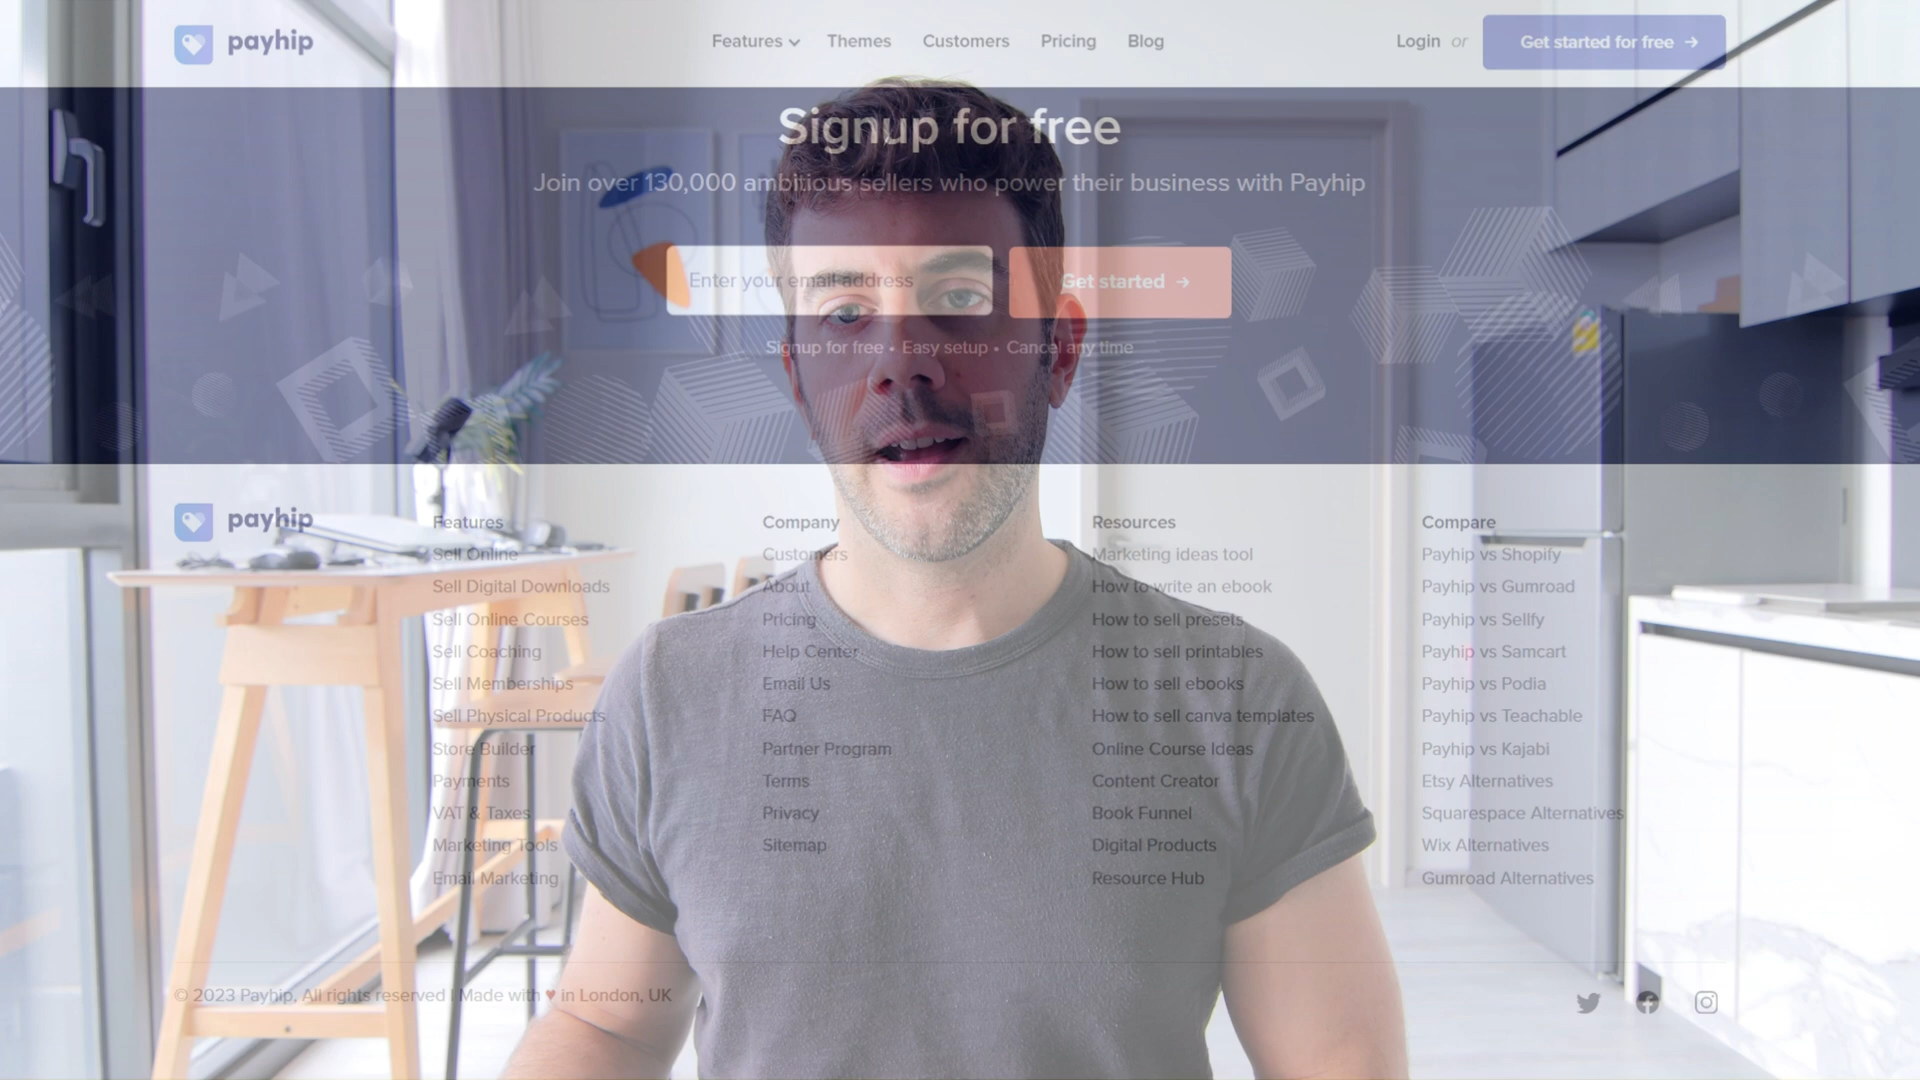 payhip
Features Themes Customers Pricing Blog
Login or Get started for free →
Signup for free
Join over 130,000 ambitious sellers who power their business with Payhip
Enter your email address
Get started →
Signup for free • Easy setup • Cancel any time
payhip
Features
Sell Online
Sell Digital Downloads
Sell Online Courses
Sell Coaching
Sell Memberships
Sell Physical Products
Store Builder
Payments
VAT & Taxes
Marketing Tools
Email Marketing
Company
Customers
About
Pricing
Help Center
Email Us
FAQ
Partner Program
Terms
Privacy
Sitemap
Resources
Marketing ideas tool
How to write an ebook
How to sell presets
How to sell printables
How to sell ebooks
How to sell canva templates
Online Course Ideas
Content Creator
Book Funnel
Digital Products
Resource Hub
Compare
Payhip vs Shopify
Payhip vs Gumroad
Payhip vs Sellfy
Payhip vs Samcart
Payhip vs Podia
Payhip vs Teachable
Payhip vs Kajabi
Etsy Alternatives
Squarespace Alternatives
Wix Alternatives
Gumroad Alternatives
© 2023 Payhip, All rights reserved | Made with ♥ in London, UK